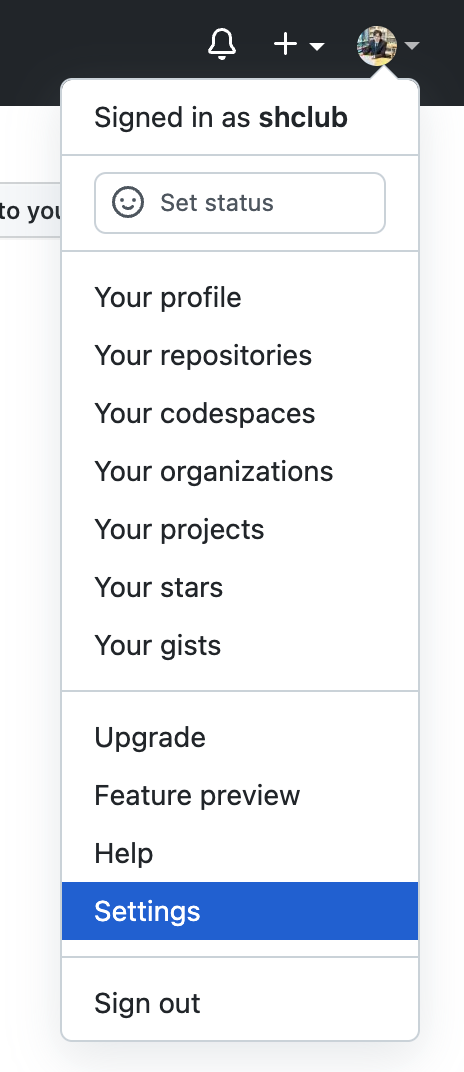 Signed in as shclub
to you
Set status
Your profile
Your repositories
Your codespaces
Your organizations
Your projects
Your stars
Your gists
Upgrade
Feature preview
Help
Settings
Sign out